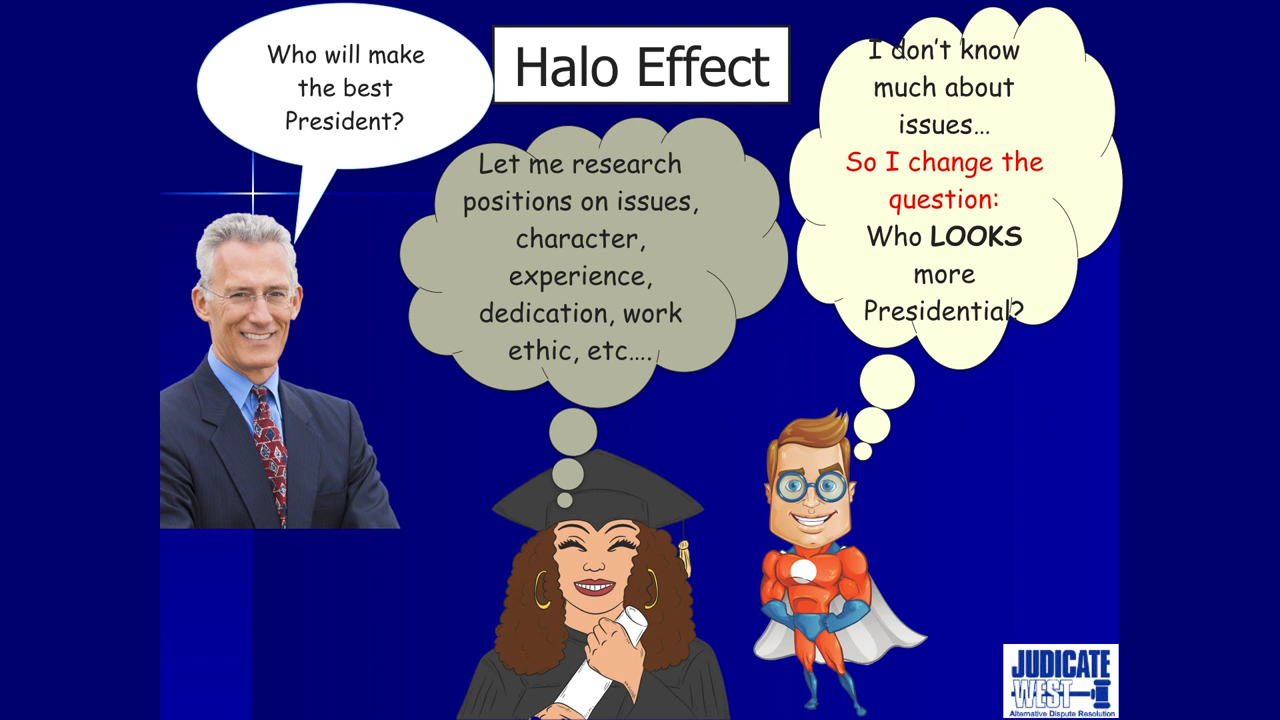 Who will make
the best
President?
Halo Effect
Let me research
positions on issues,
character,
experience,
dedication, work
ethic, etc....
I don't know
much about
issues...
So I change the
question:
Who LOOKS
more
Presidential?
JUDICATE
WEST
Alternative Dispute Resolution